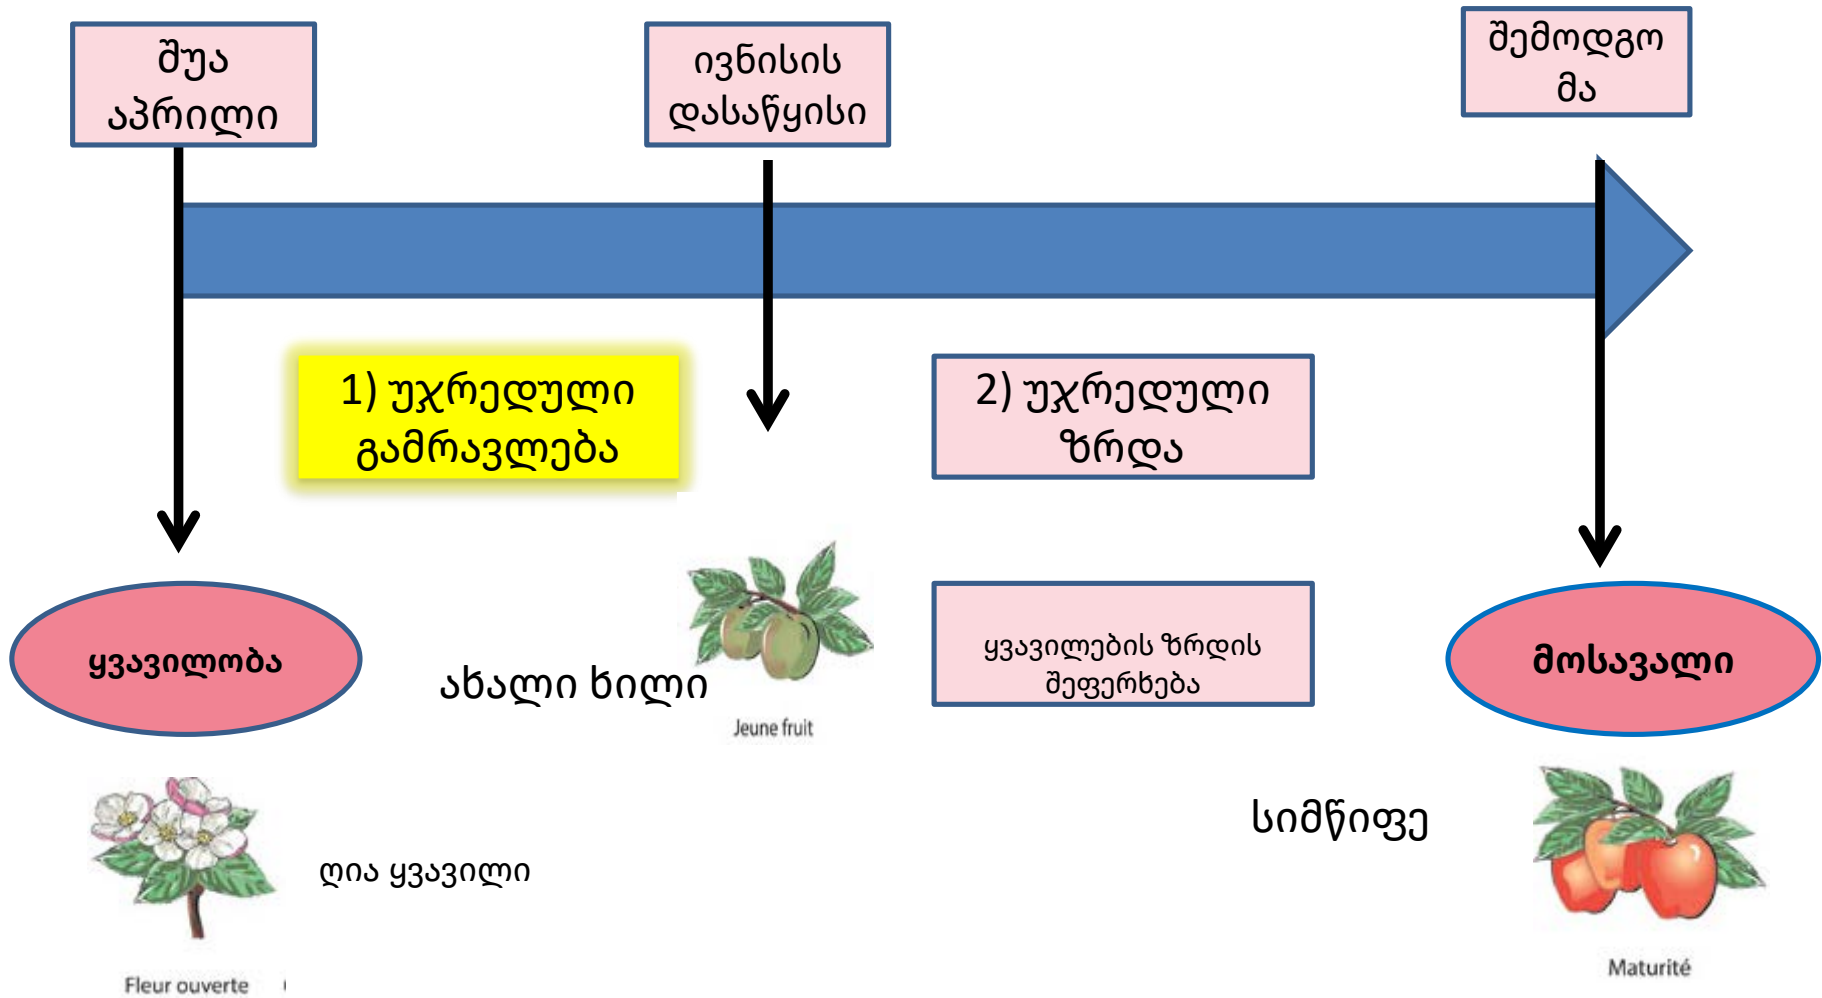 შუა
აპრილი
ივნისის
დასაწყისი
შემოდგო
მა
1) უჯრედული
გამრავლება
2) უჯრედული
ზრდა
ყვავილობა
ახალი ხილი
Jeune fruit
ყვავილების ზრდის
შეფერხება
მოსავალი
ღია ყვავილი
Fleur ouverte
სიმწიფე
Maturité